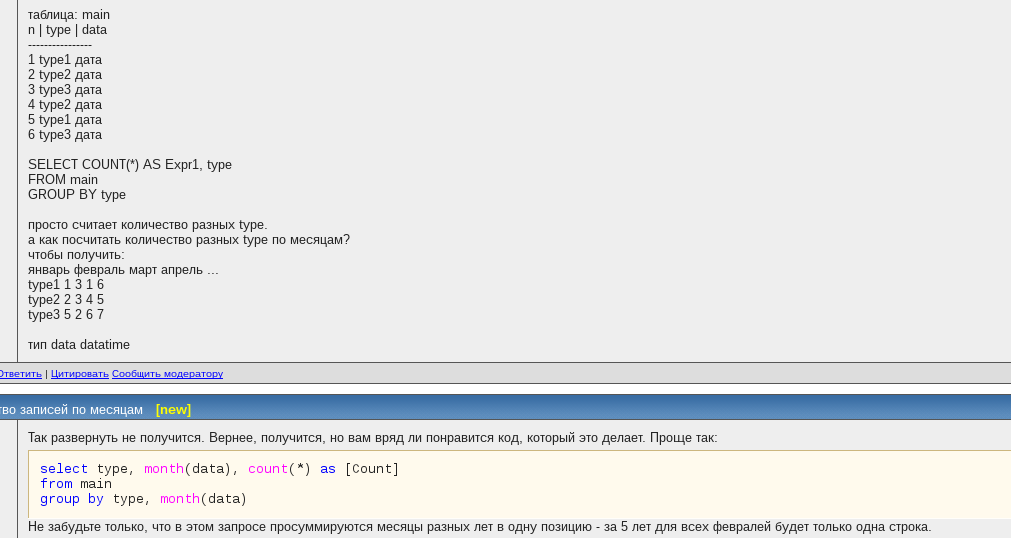 таблица: main
n | type | data
----------------
1 type1 дата
2 type2 дата
3 type3 дата
4 type2 дата
5 type1 дата
6 type3 дата
SELECT COUNT(*) AS Expr1, type
FROM main
GROUP BY type
просто считает количество разных type.
а как посчитать количество разных type по месяцам?
чтобы получить:
январь февраль март апрель ...
type1 1 3 1 6
type2 2 3 4 5
type3 5 2 6 7
тип data datatime
Ответить | Цитировать Сообщить модератору
тво записей по месяцам [new]
Так развернуть не получится. Вернее, получится, но вам вряд ли понравится код, который это делает. Проще так:
select type, month(data), count(*) as [Count]
from main
group by type, month(data)
Не забудьте только, что в этом запросе просуммируются месяцы разных лет в одну позицию - за 5 лет для всех февралей будет только одна строка.